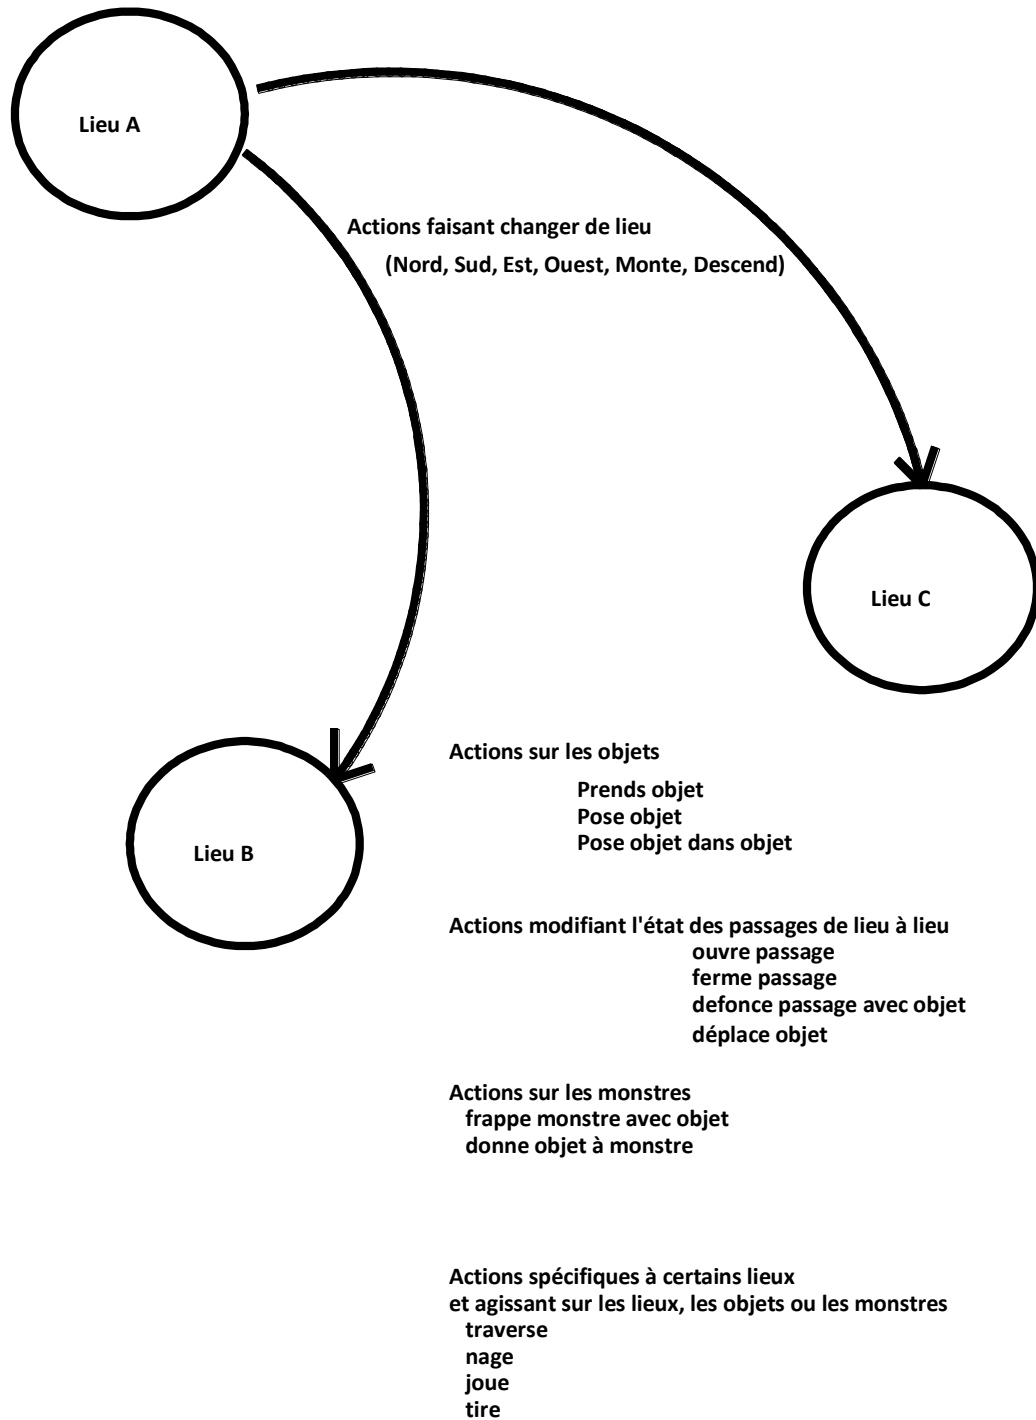 Lieu A
Actions faisant changer de lieu
(Nord, Sud, Est, Ouest, Monte, Descend)
Lieu C
Actions sur les objets
Prends objet
Pose objet
Pose objet dans objet
Lieu B
Actions modifiant l'état des passages de lieu à lieu
ouvre passage
ferme passage
defonce passage avec objet
déplace objet
Actions sur les monstres
frappe monstre avec objet
donne objet à monstre
Actions spécifiques à certains lieux
et agissant sur les lieux, les objets ou les monstres
traverse
nage
joue
tire